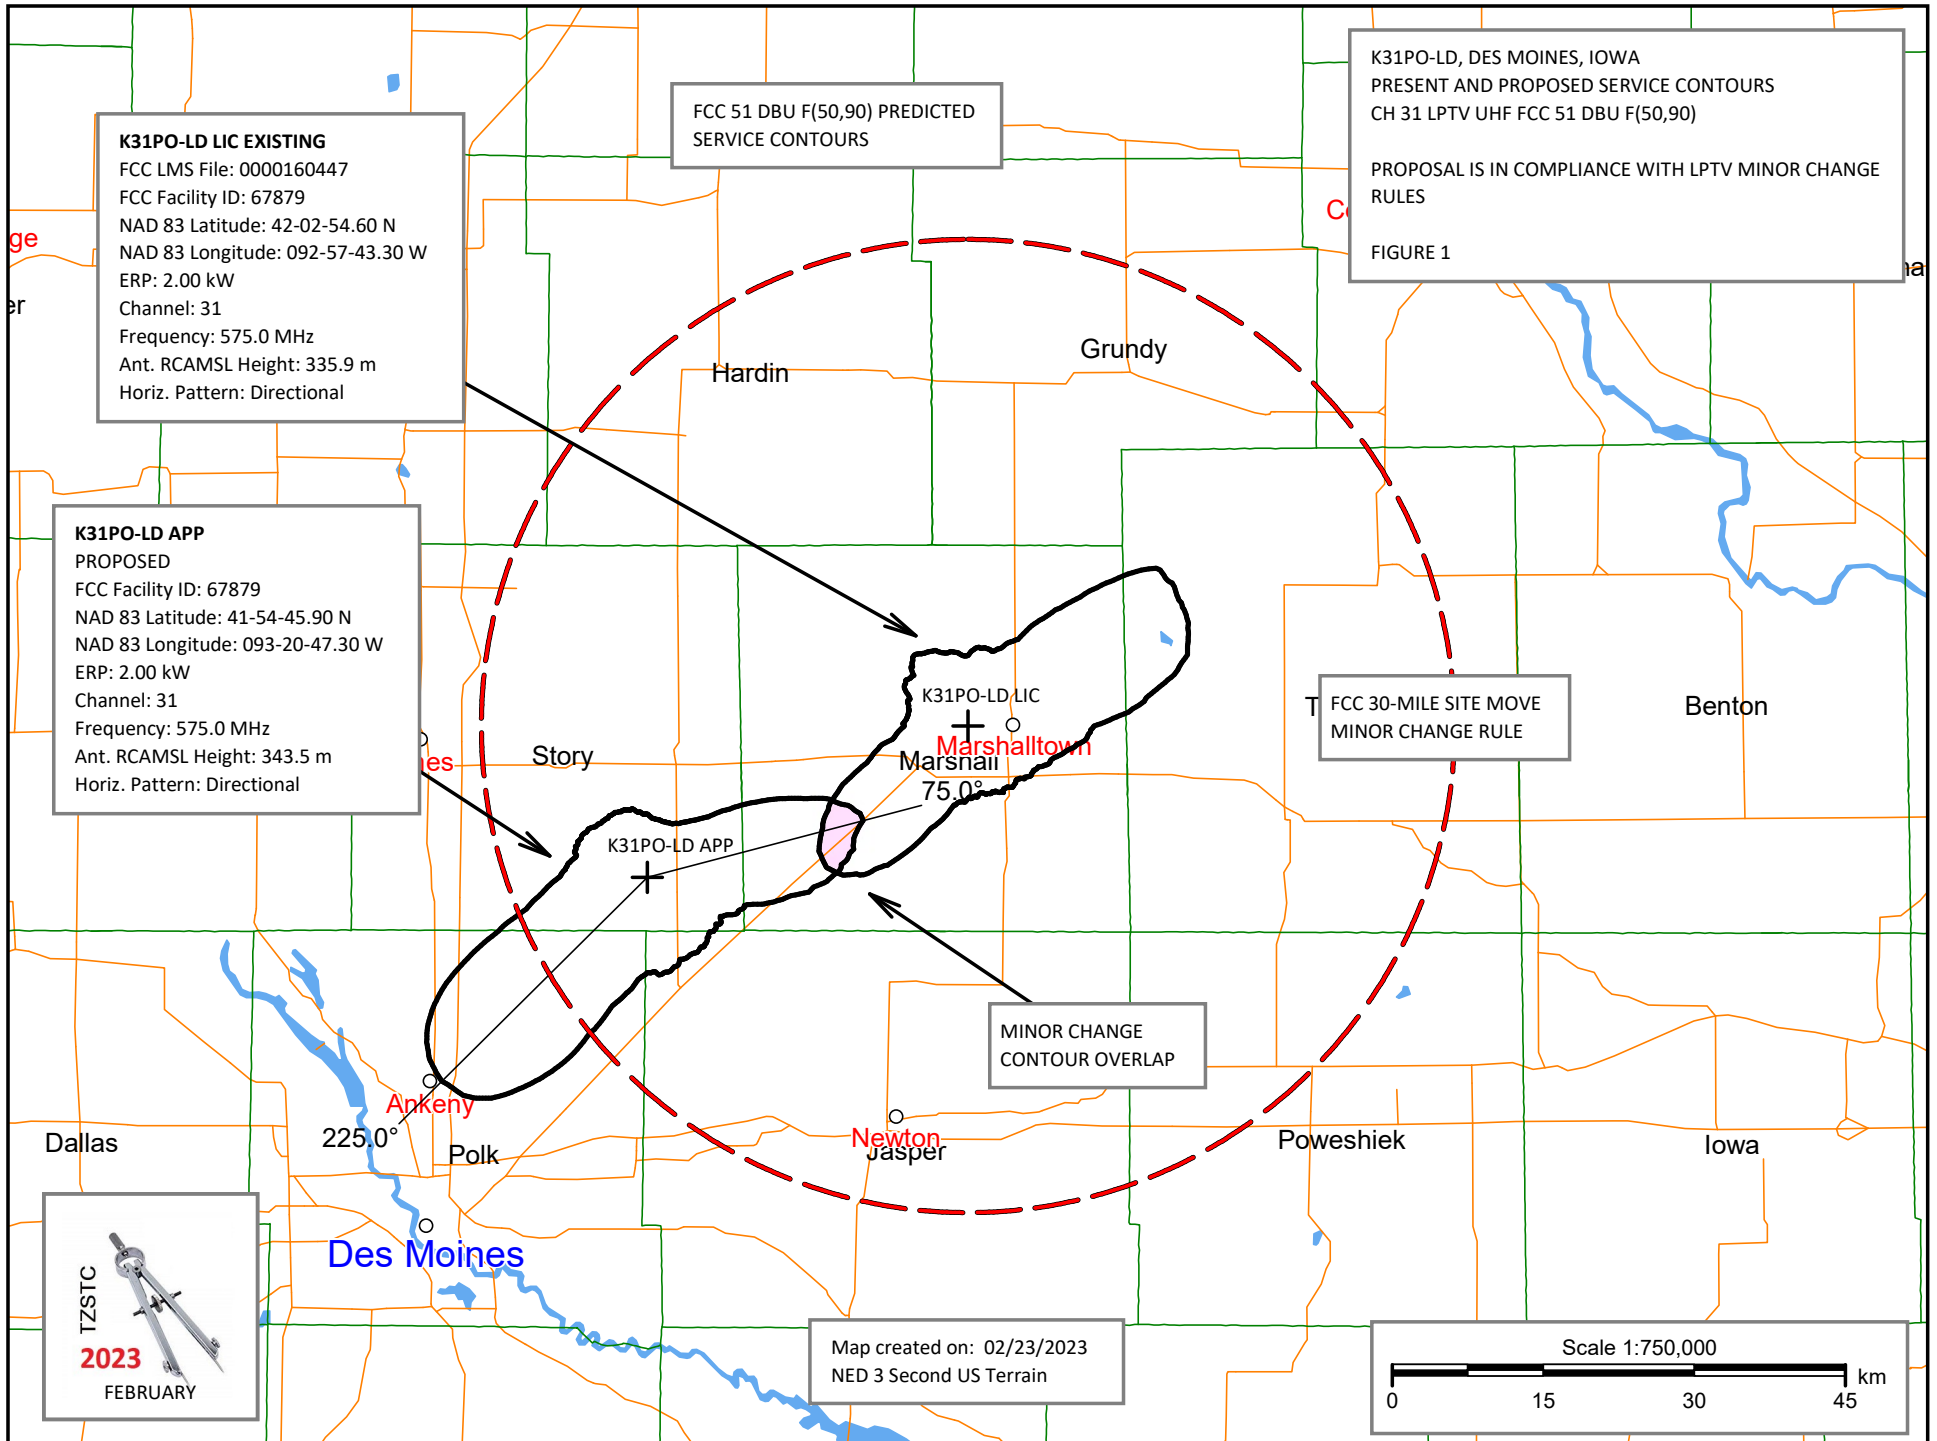 K31PO-LD, DES MOINES, IOWA
PRESENT AND PROPOSED SERVICE CONTOURS
CH 31 LPTV UHF FCC 51 DBU F(50,90)
PROPOSAL IS IN COMPLIANCE WITH LPTV MINOR CHANGE
RULES
FIGURE 1
FCC 51 DBU F(50,90) PREDICTED
SERVICE CONTOURS
K31PO-LD LIC EXISTING
FCC LMS File: 0000160447
FCC Facility ID: 67879
NAD 83 Latitude: 42-02-54.60 N
NAD 83 Longitude: 092-57-43.30 W
ERP: 2.00 kW
Channel: 31
Frequency: 575.0 MHz
Ant. RCAMSL Height: 335.9 m
Horiz. Pattern: Directional
ge
er
Hardin
Grundy
K31PO-LD APP
PROPOSED
FCC Facility ID: 67879
NAD 83 Latitude: 41-54-45.90 N
NAD 83 Longitude: 093-20-47.30 W
ERP: 2.00 kW
Channel: 31
Frequency: 575.0 MHz
Ant. RCAMSL Height: 343.5 m
Horiz. Pattern: Directional
K31PO-LD LIC
Marshalltown
Marshall
75.0°
Story
FCC 30-MILE SITE MOVE
MINOR CHANGE RULE
Benton
K31PO-LD APP
MINOR CHANGE
CONTOUR OVERLAP
Ankeny
225.0°
Polk
Dallas
Newton
Jasper
Poweshiek
Iowa
Des Moines
TZSTC
2023
FEBRUARY
Map created on: 02/23/2023
NED 3 Second US Terrain
Scale 1:750,000
km
0 15 30 45